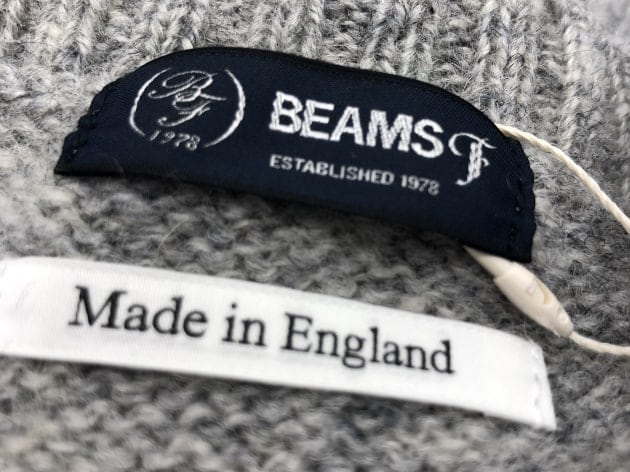 BF
1978
BEAMS F
ESTABLISHED 1978
Made in England